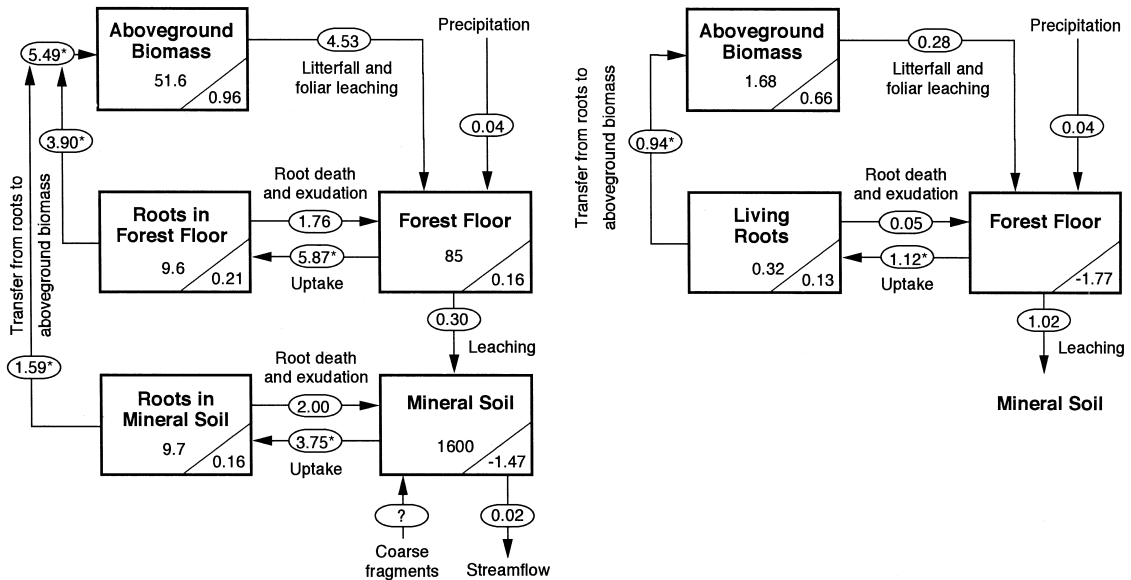 Aboveground
Biomass
51.6
0.96
5.49*
4.53
Litterfall and
foliar leaching
Precipitation
0.04
3.90*
Transfer from roots to
aboveground biomass
1.59*
Roots in
Forest Floor
9.6
0.21
Root death
and exudation
1.76
5.87*
Uptake
Forest Floor
85
0.16
0.30
Leaching
Roots in
Mineral Soil
9.7
0.16
Root death
and exudation
2.00
3.75*
Uptake
Mineral Soil
1600
-1.47
?
Coarse
fragments
0.02
Streamflow
Aboveground
Biomass
1.68
0.66
0.28
Litterfall and
foliar leaching
Precipitation
0.04
Transfer from roots to
aboveground biomass
0.94*
Living
Roots
0.32
0.13
Root death
and exudation
0.05
1.12*
Uptake
Forest Floor
-1.77
1.02
Leaching
Mineral Soil